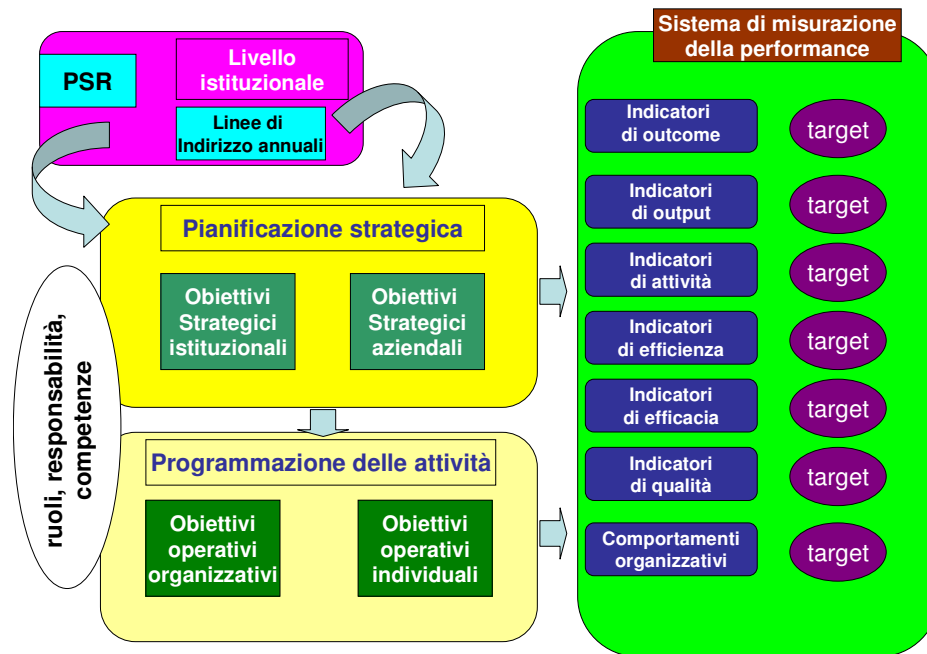 PSR
Livello
istituzionale
Linee di
Indirizzo annuali
Pianificazione strategica
Obiettivi
Strategici
istituzionali
Obiettivi
Strategici
aziendali
ruoli, responsabilità,
competenze
Programmazione delle attività
Obiettivi
operativi
organizzativi
Obiettivi
operativi
individuali
Sistema di misurazione
della performance
Indicatori
di outcome
target
Indicatori
di output
target
Indicatori
di attività
target
Indicatori
di efficienza
target
Indicatori
di efficacia
target
Indicatori
di qualità
target
Comportamenti
organizzativi
target